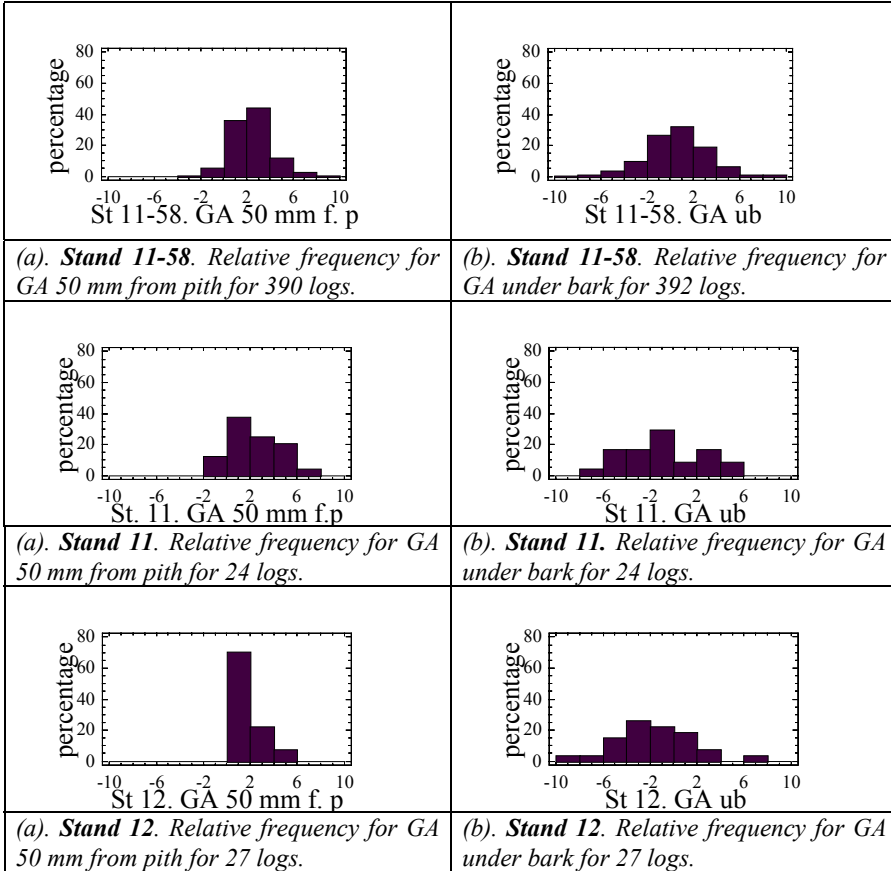 percentage
80
60
40
20
0
-10 -6 -2 2 6 10
St 11-58. GA 50 mm f. p
percentage
80
60
40
20
0
-10 -6 -2 2 6 10
St 11-58. GA ub
(a). Stand 11-58. Relative frequency for
GA 50 mm from pith for 390 logs.
(b). Stand 11-58. Relative frequency for
GA under bark for 392 logs.
percentage
80
60
40
20
0
-10 -6 -2 2 6 10
St. 11. GA 50 mm f.p
percentage
80
60
40
20
0
-10 -6 -2 2 6 10
St 11. GA ub
(a). Stand 11. Relative frequency for GA
50 mm from pith for 24 logs.
(b). Stand 11. Relative frequency for GA
under bark for 24 logs.
percentage
80
60
40
20
0
-10 -6 -2 2 6 10
St 12. GA 50 mm f. p
percentage
80
60
40
20
0
-10 -6 -2 2 6 10
St 12. GA ub
(a). Stand 12. Relative frequency for GA
50 mm from pith for 27 logs.
(b). Stand 12. Relative frequency for GA
under bark for 27 logs.